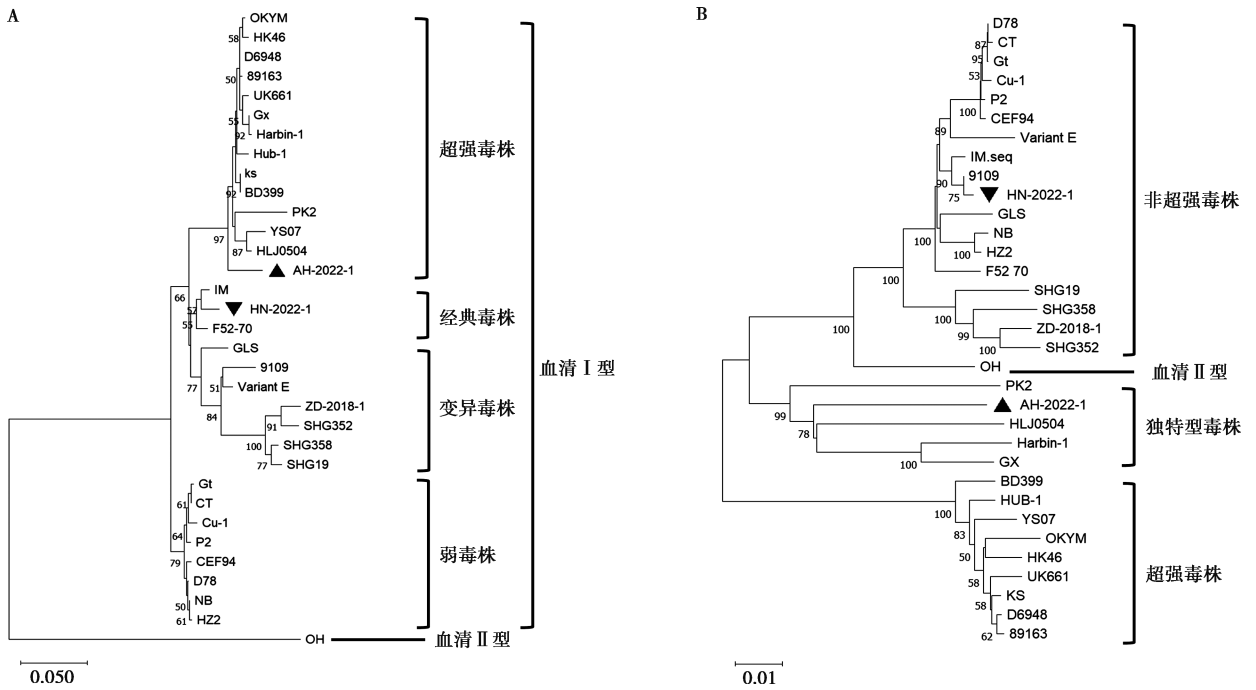 A
OKYM
58
HK46
D6948
50
89163
UK661
55
Gx
92
Harbin-1
Hub-1
ks
92
BD399
PK2
YS07
97
87
HLJ0504
AH-2022-1
超强毒株
66
IM
57
HN-2022-1
55
F52-70
经典毒株
GLS
77
9109
51
Variant E
84
ZD-2018-1
91
SHG352
100
SHG358
77
SHG19
变异毒株
Gt
61
CT
Cu-1
64
P2
79
CEF94
D78
50
NB
61
HZ2
弱毒株
血清Ⅰ型
OH
血清Ⅱ型
0.050
B
D78
87
CT
95
Gt
53
Cu-1
P2
100
CEF94
89
Variant E
IM.seq
90
9109
75
HN-2022-1
GLS
100
NB
100
HZ2
F52 70
100
SHG19
100
SHG358
99
ZD-2018-1
100
SHG352
非超强毒株
100
OH
血清Ⅱ型
PK2
99
AH-2022-1
78
HLJ0504
Harbin-1
100
GX
独特型毒株
BD399
100
HUB-1
83
YS07
OKYM
50
HK46
58
UK661
58
KS
D6948
62
89163
超强毒株
0.01